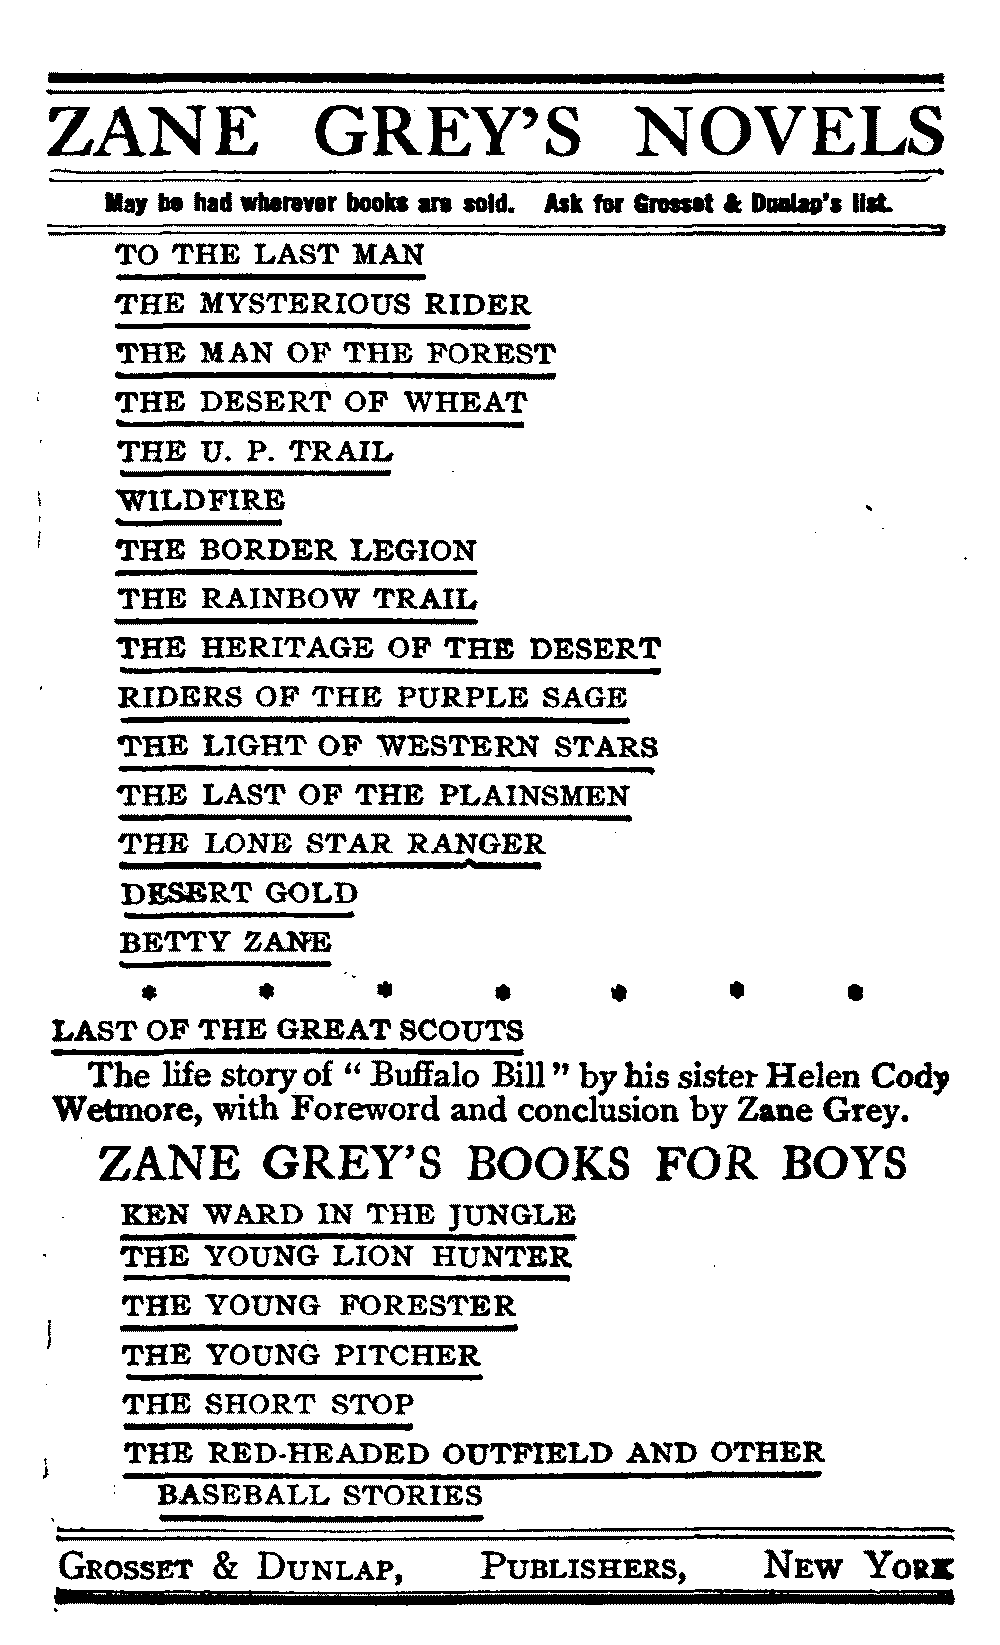 ZANE GREY'S NOVELS
May be had wherever books are sold. Ask for Grosset & Dunlap's list.
TO THE LAST MAN
THE MYSTERIOUS RIDER
THE MAN OF THE FOREST
THE DESERT OF WHEAT
THE U. P. TRAIL
WILDFIRE
THE BORDER LEGION
THE RAINBOW TRAIL
THE HERITAGE OF THE DESERT
RIDERS OF THE PURPLE SAGE
THE LIGHT OF WESTERN STARS
THE LAST OF THE PLAINSMEN
THE LONE STAR RANGER
DESERT GOLD
BETTY ZANE
* * * * * * *
LAST OF THE GREAT SCOUTS
The life story of “ Buffalo Bill ” by his sister Helen Cody
Wetmore, with Foreword and conclusion by Zane Grey.
ZANE GREY'S BOOKS FOR BOYS
KEN WARD IN THE JUNGLE
THE YOUNG LION HUNTER
THE YOUNG FORESTER
THE YOUNG PITCHER
THE SHORT STOP
THE RED-HEADED OUTFIELD AND OTHER
BASEBALL STORIES
GROSSET & DUNLAP, PUBLISHERS, NEW YORK